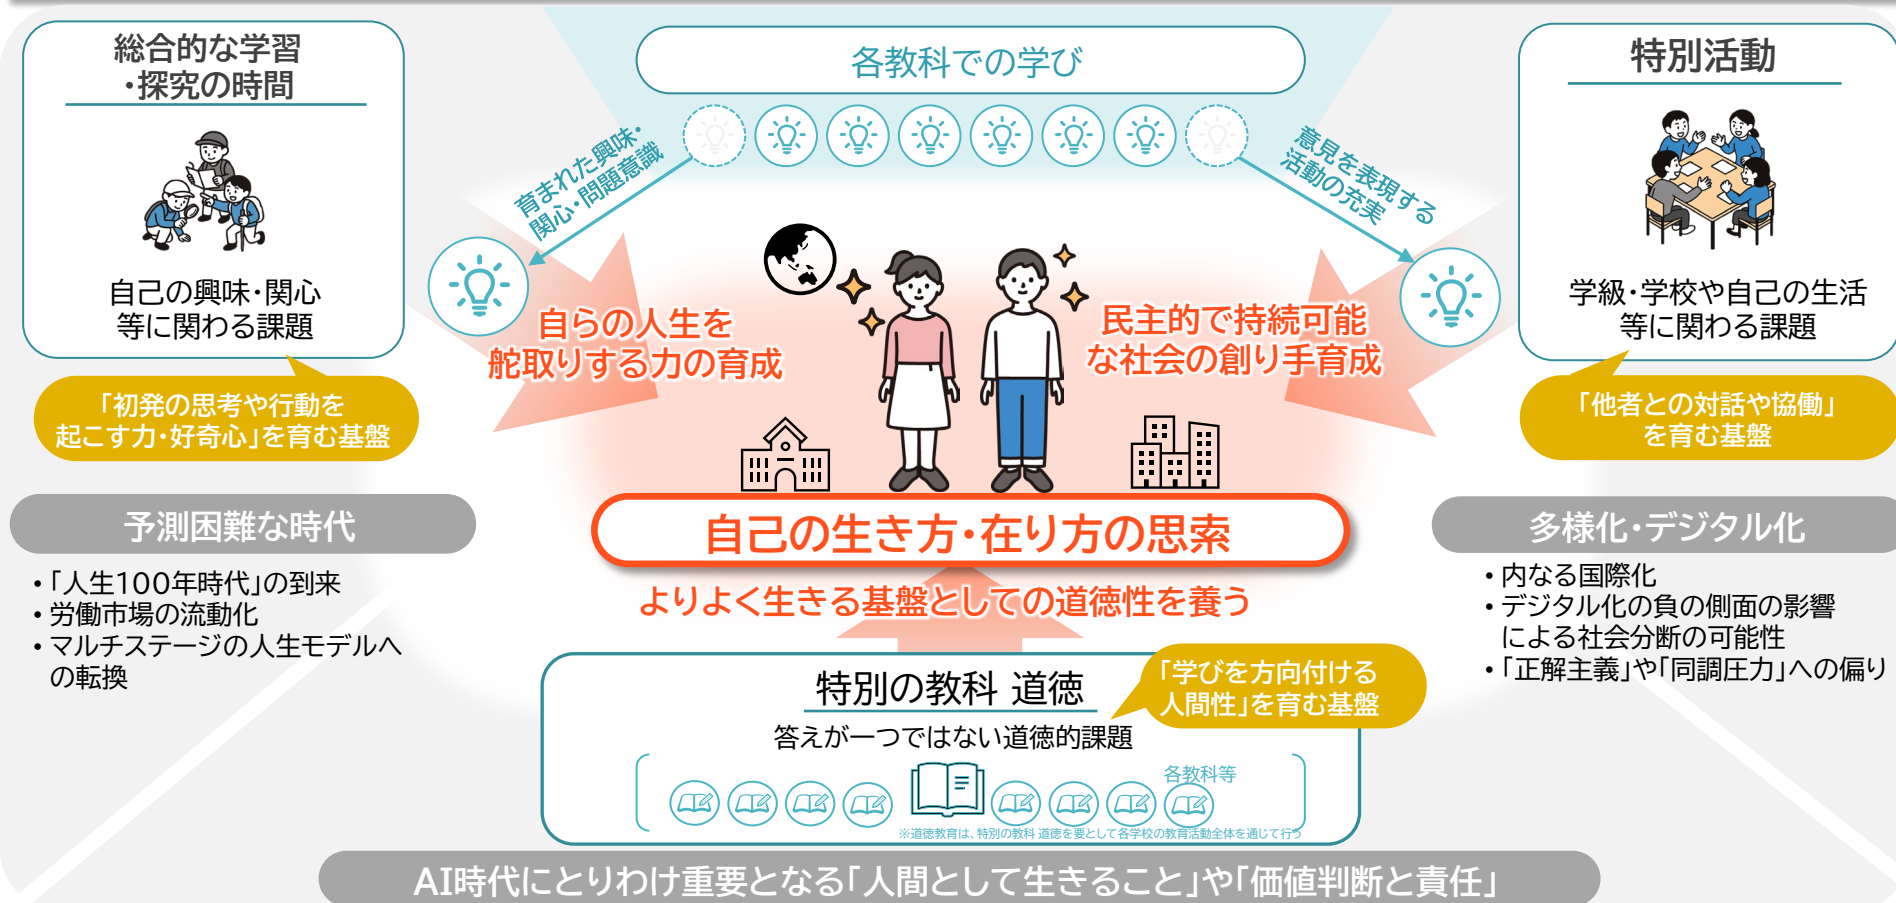 総合的な学習
・探究の時間
自己の興味・関心
等に関わる課題
「初発の思考や行動を
起こす力・好奇心」を育む基盤
各教科での学び
育まれた興味・
関心・問題意識
意見を表現する
活動の充実
特別活動
学級・学校や自己の生活
等に関わる課題
「他者との対話や協働」
を育む基盤
自らの人生を
舵取りする力の育成
民主的で持続可能
な社会の創り手育成
自己の生き方・在り方の思索
よりよく生きる基盤としての道徳性を養う
予測困難な時代
・「人生100年時代」の到来
・労働市場の流動化
・マルチステージの人生モデルへ
の転換
多様化・デジタル化
・内なる国際化
・デジタル化の負の側面の影響
による社会分断の可能性
・「正解主義」や「同調圧力」への偏り
特別の教科 道徳
「学びを方向付ける
人間性」を育む基盤
答えが一つではない道徳的課題
各教科等
※道徳教育は、特別の教科 道徳を要として各学校の教育活動全体を通じて行う
AI時代にとりわけ重要となる「人間として生きること」や「価値判断と責任」